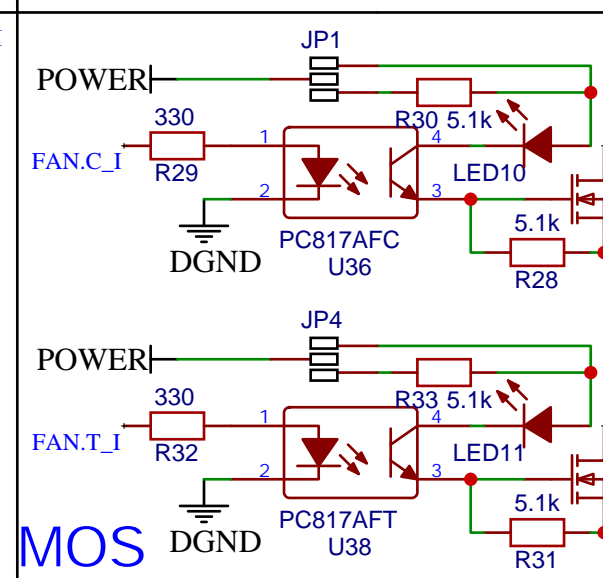 JP1
POWER
330
R30 5.1k
1
4
FAN.C_I
R29
LED10
2
3
5.1k
DGND
PC817AFC
U36
R28
JP4
POWER
330
R33 5.1k
1
4
FAN.T_I
R32
LED11
2
3
5.1k
MOS
DGND
PC817AFT
U38
R31